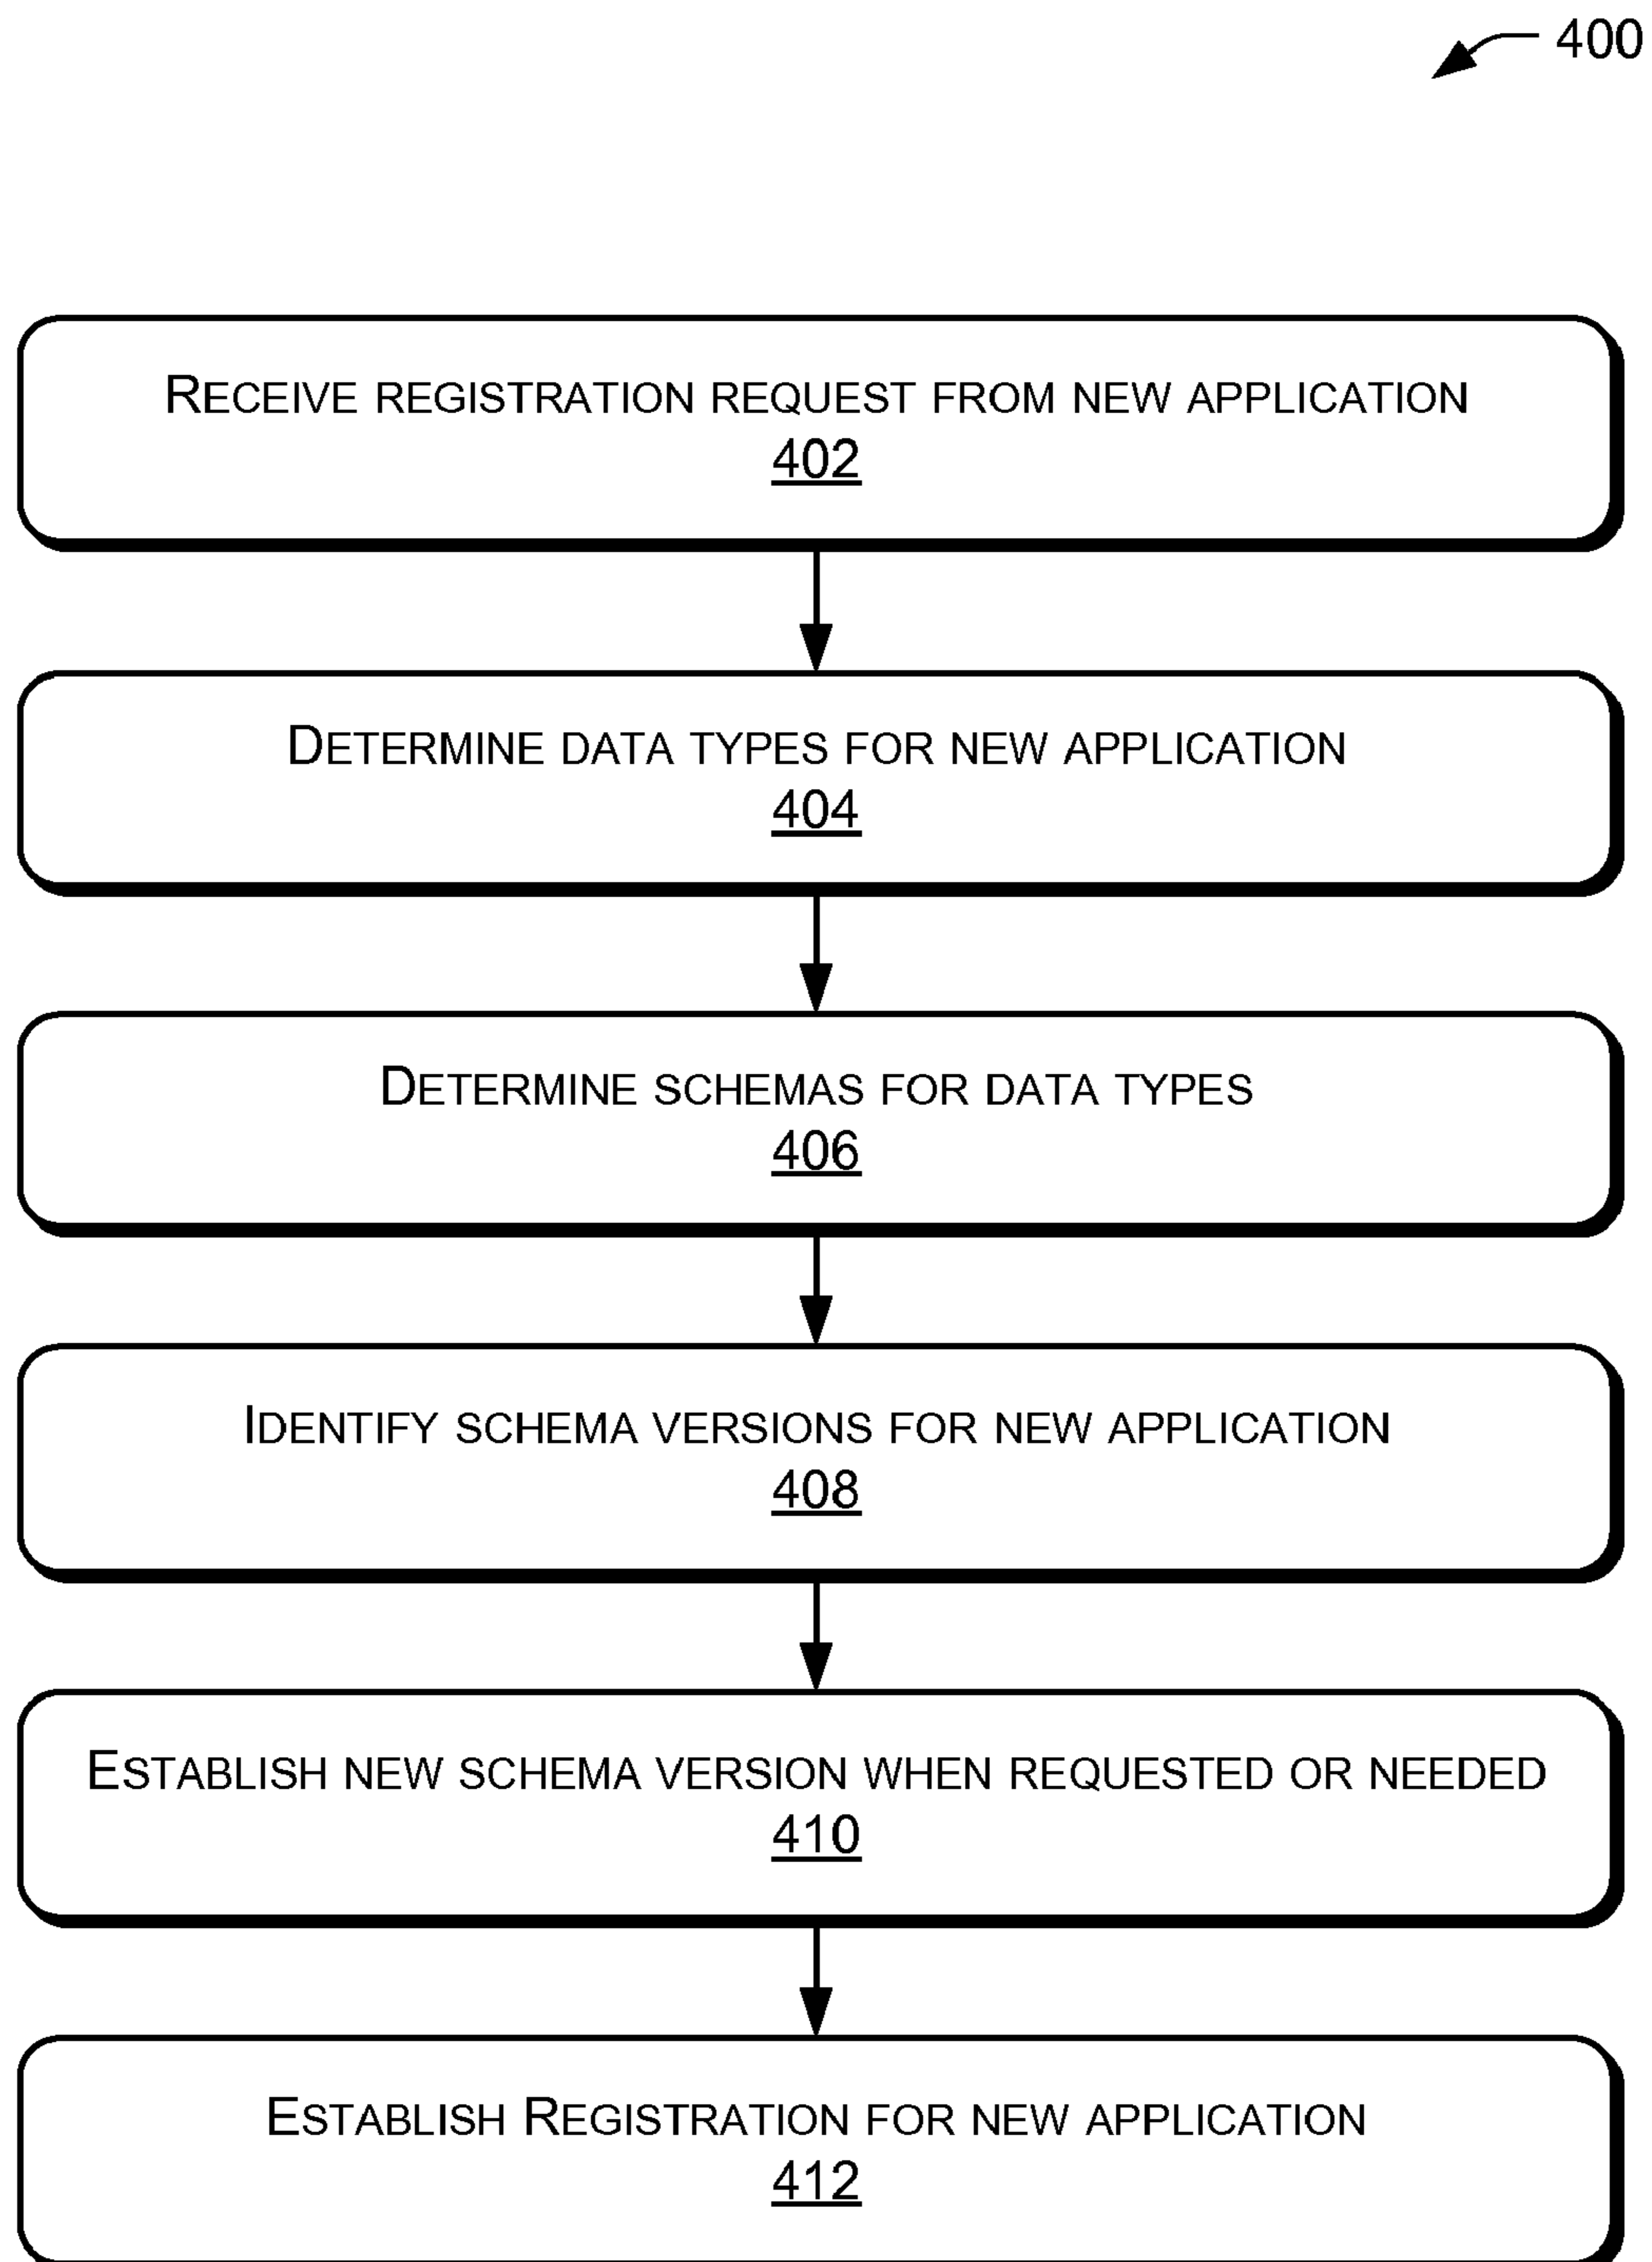 400
RECEIVE REGISTRATION REQUEST FROM NEW APPLICATION
402
DETERMINE DATA TYPES FOR NEW APPLICATION
404
DETERMINE SCHEMAS FOR DATA TYPES
406
IDENTIFY SCHEMA VERSIONS FOR NEW APPLICATION
408
ESTABLISH NEW SCHEMA VERSION WHEN REQUESTED OR NEEDED
410
ESTABLISH REGISTRATION FOR NEW APPLICATION
412